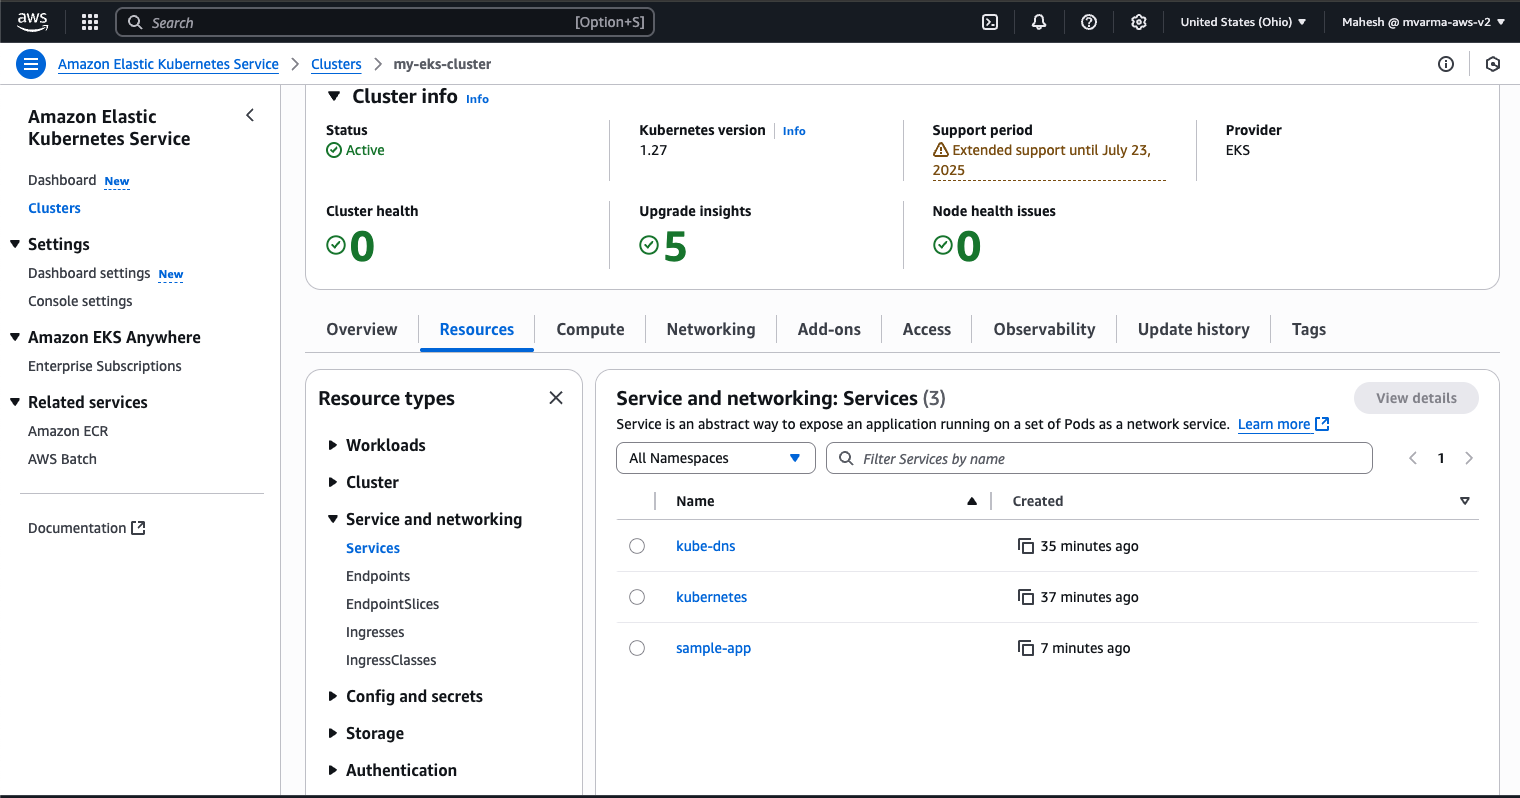 aws
Search [Option+S]
United States (Ohio)
Mahesh @ mvarma-aws-v2
Amazon Elastic Kubernetes Service
Clusters
my-eks-cluster
Amazon Elastic
Kubernetes Service
Dashboard New
Clusters
Settings
Dashboard settings New
Console settings
Amazon EKS Anywhere
Enterprise Subscriptions
Related services
Amazon ECR
AWS Batch
Documentation
Cluster info Info
Status
Active
Kubernetes version Info
1.27
Support period
Extended support until July 23,
2025
Provider
EKS
Cluster health
0
Upgrade insights
5
Node health issues
0
Overview
Resources
Compute
Networking
Add-ons
Access
Observability
Update history
Tags
Resource types
Workloads
Cluster
Service and networking
Services
Endpoints
EndpointSlices
Ingresses
IngressClasses
Config and secrets
Storage
Authentication
Service and networking: Services (3)
View details
Service is an abstract way to expose an application running on a set of Pods as a network service. Learn more
All Namespaces
Filter Services by name
1
Name Created
kube-dns 35 minutes ago
kubernetes 37 minutes ago
sample-app 7 minutes ago